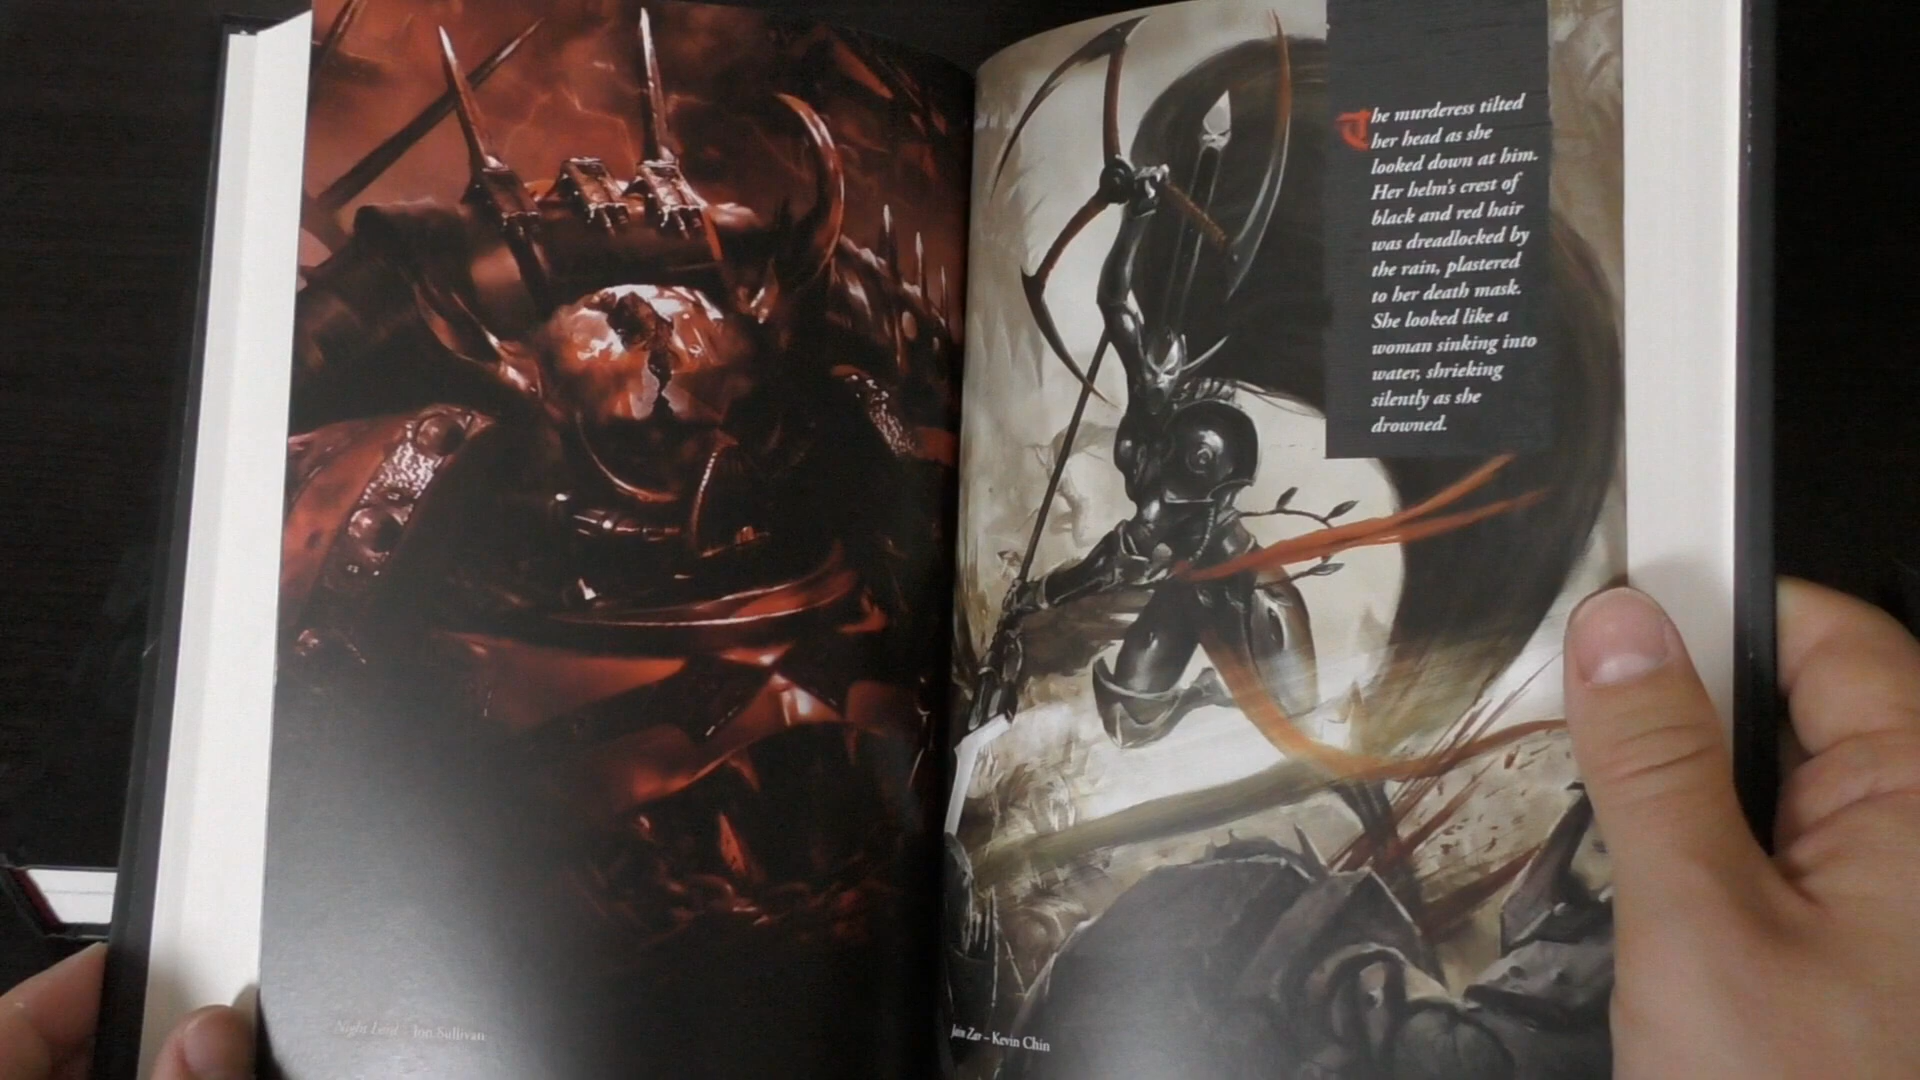 Night Lord – Jon Sullivan
The murderess tilted
her head as she
looked down at him.
Her helm's crest of
black and red hair
was dreadlocked by
the rain, plastered
to her death mask.
She looked like a
woman sinking into
water, shrieking
silently as she
drowned.
Jain Zar – Kevin Chin